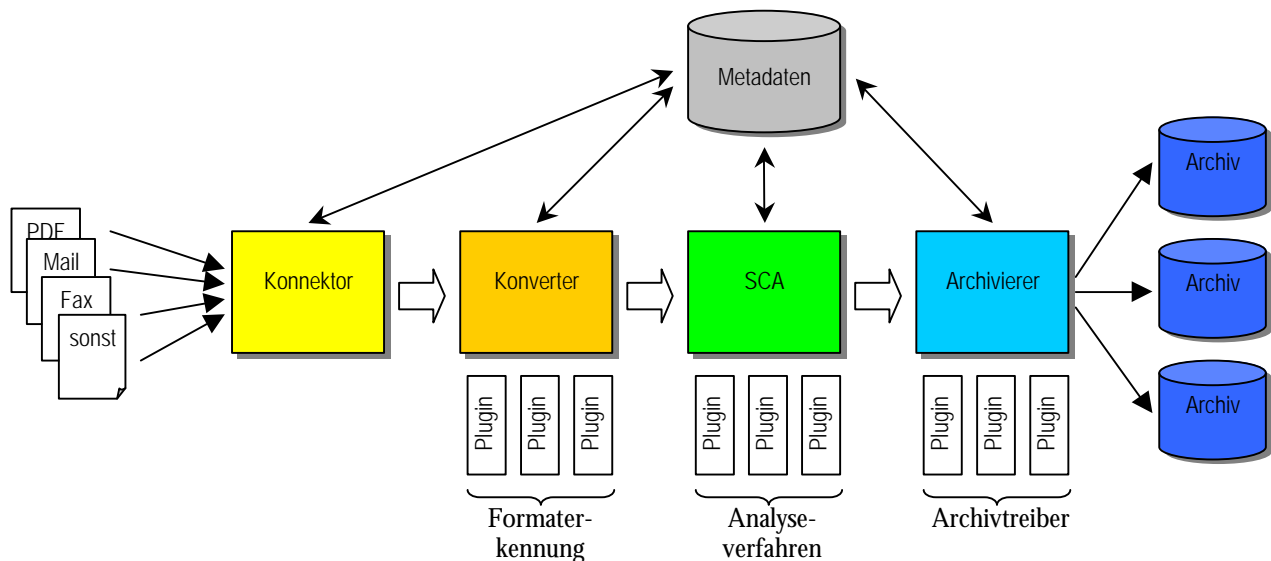 Metadaten
Archiv
PDF
Mail
Fax
sonst
Konnektor
Konverter
SCA
Archivierer
Archiv
Archiv
Plugin
Plugin
Plugin
Plugin
Plugin
Plugin
Plugin
Plugin
Plugin
Formater-
kennung
Analyse-
verfahren
Archivtreiber